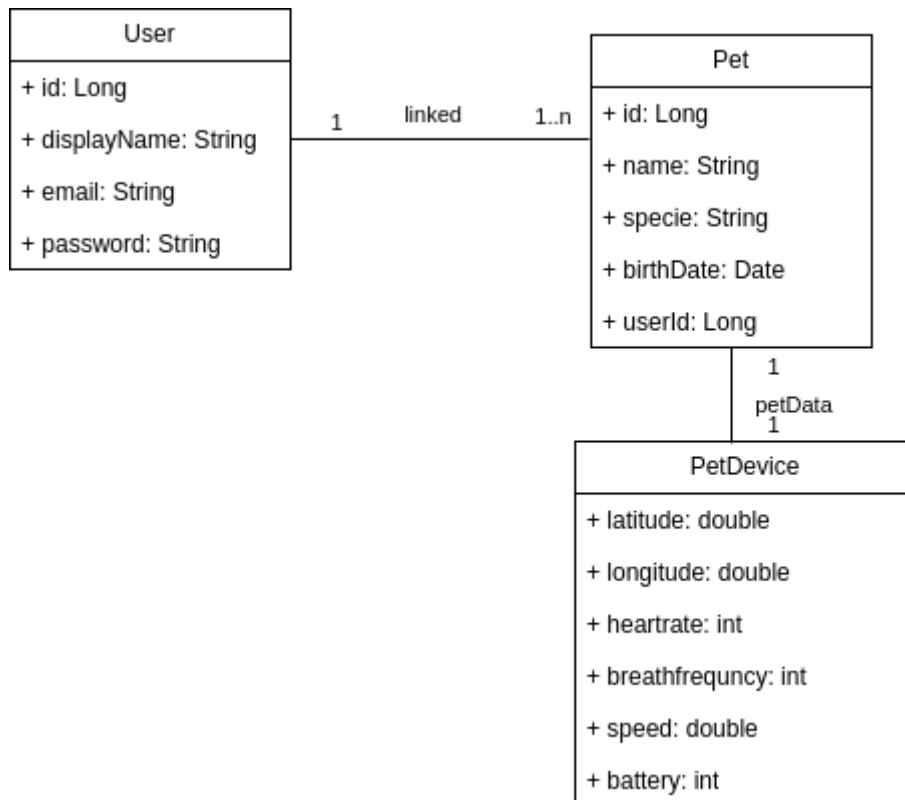 User
+ id: Long
+ displayName: String
+ email: String
+ password: String
1
linked
1..n
Pet
+ id: Long
+ name: String
+ specie: String
+ birthDate: Date
+ userId: Long
1
petData
1
PetDevice
+ latitude: double
+ longitude: double
+ heartrate: int
+ breathfrequncy: int
+ speed: double
+ battery: int